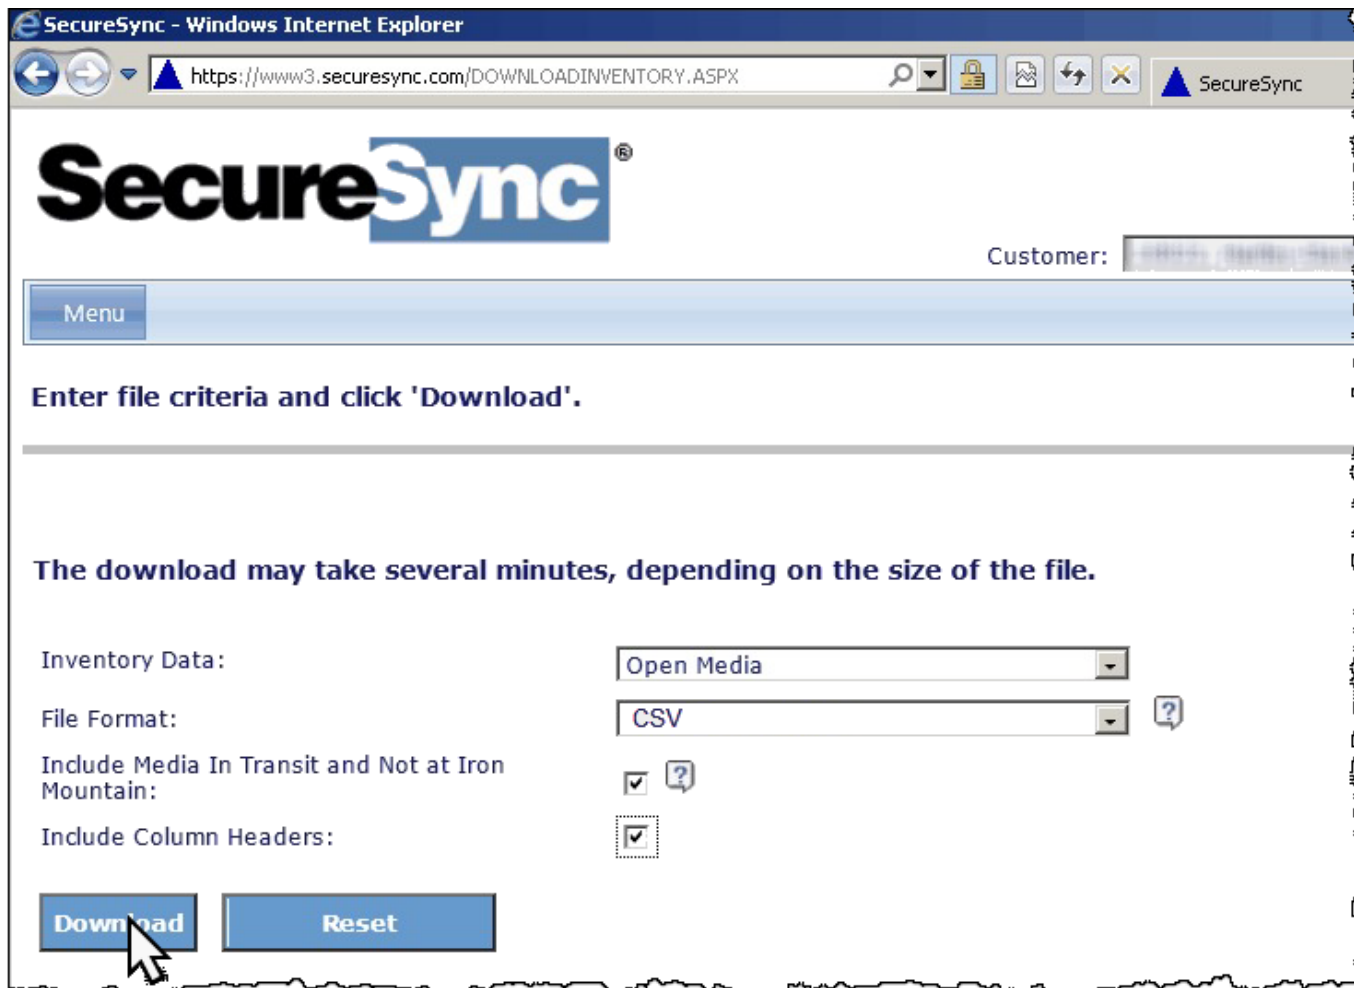 SecureSync - Windows Internet Explorer
https://www3.securesync.com/DOWNLOADINVENTORY.ASPX
SecureSync
SecureSync®
Customer:
Menu
Enter file criteria and click 'Download'.
The download may take several minutes, depending on the size of the file.
Inventory Data:
Open Media
File Format:
CSV
?
Include Media In Transit and Not at Iron
Mountain:
?
Include Column Headers:
Download
Reset